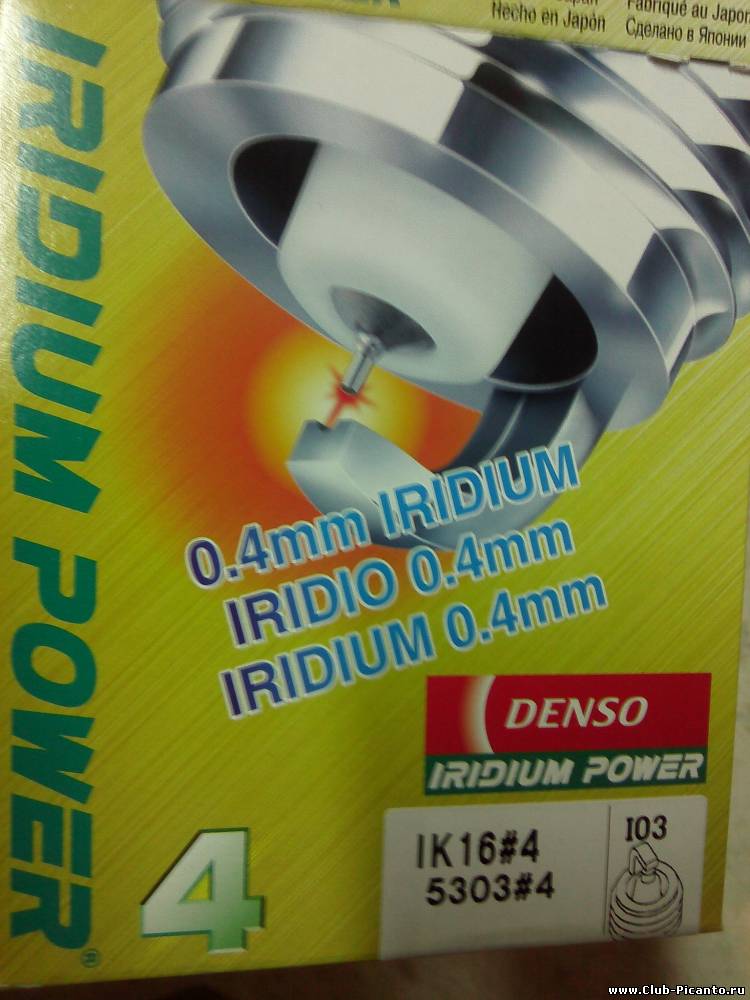 Hecho en Japón
Fabriqué au Japon
Сделано в Японии
IRIDIUM POWER®
0.4mm IRIDIUM
IRIDIO 0.4mm
IRIDIUM 0.4mm
DENSO
IRIDIUM POWER
4
IK16#4
5303#4
I03
www.Club-Picanto.ru